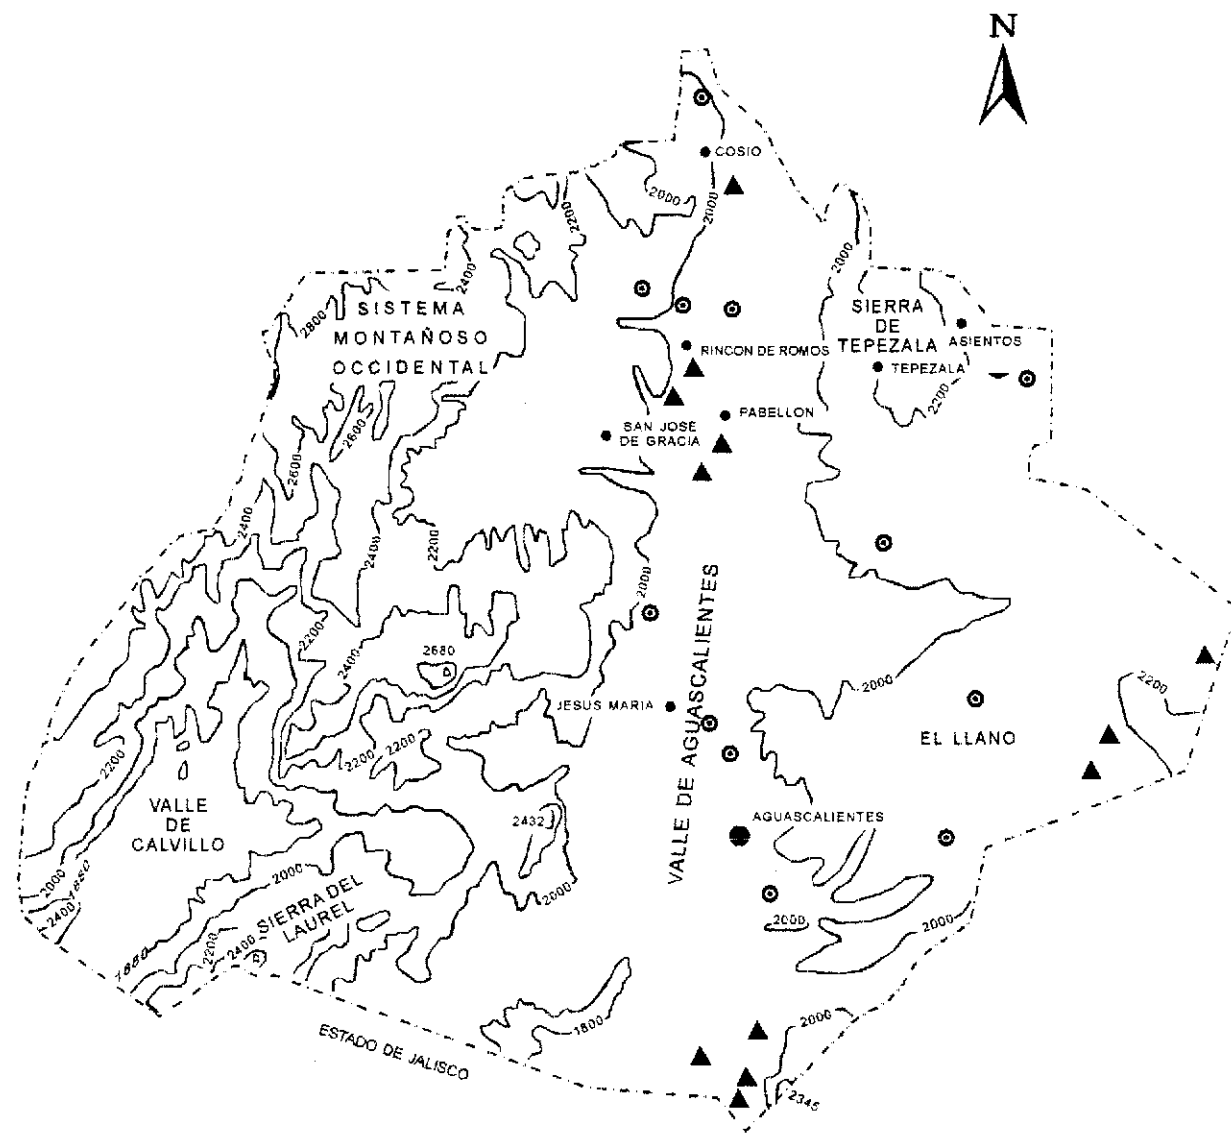 N
COSIO
2000
2200
2000
2000
2400
2800
SISTEMA
MONTAÑOSO
OCCIDENTAL
SIERRA
DE
TEPEZALA
ASIENTOS
RINCON DE ROMOS
TEPEZALA
2200
PABELLON
SAN JOSE
DE GRACIA
2600
2600
2400
2400
2200
2000
2200
2400
2680
2000
2200
JESUS MARIA
VALLE DE AGUASCALIENTES
EL LLANO
2200
2200
2200
VALLE
DE
CALVILLO
2432
AGUASCALIENTES
2000
1880
2400
2000
SIERRA DEL
LAUREL
2000
2000
2000
1880
2200
2400
1800
2000
ESTADO DE JALISCO
2345